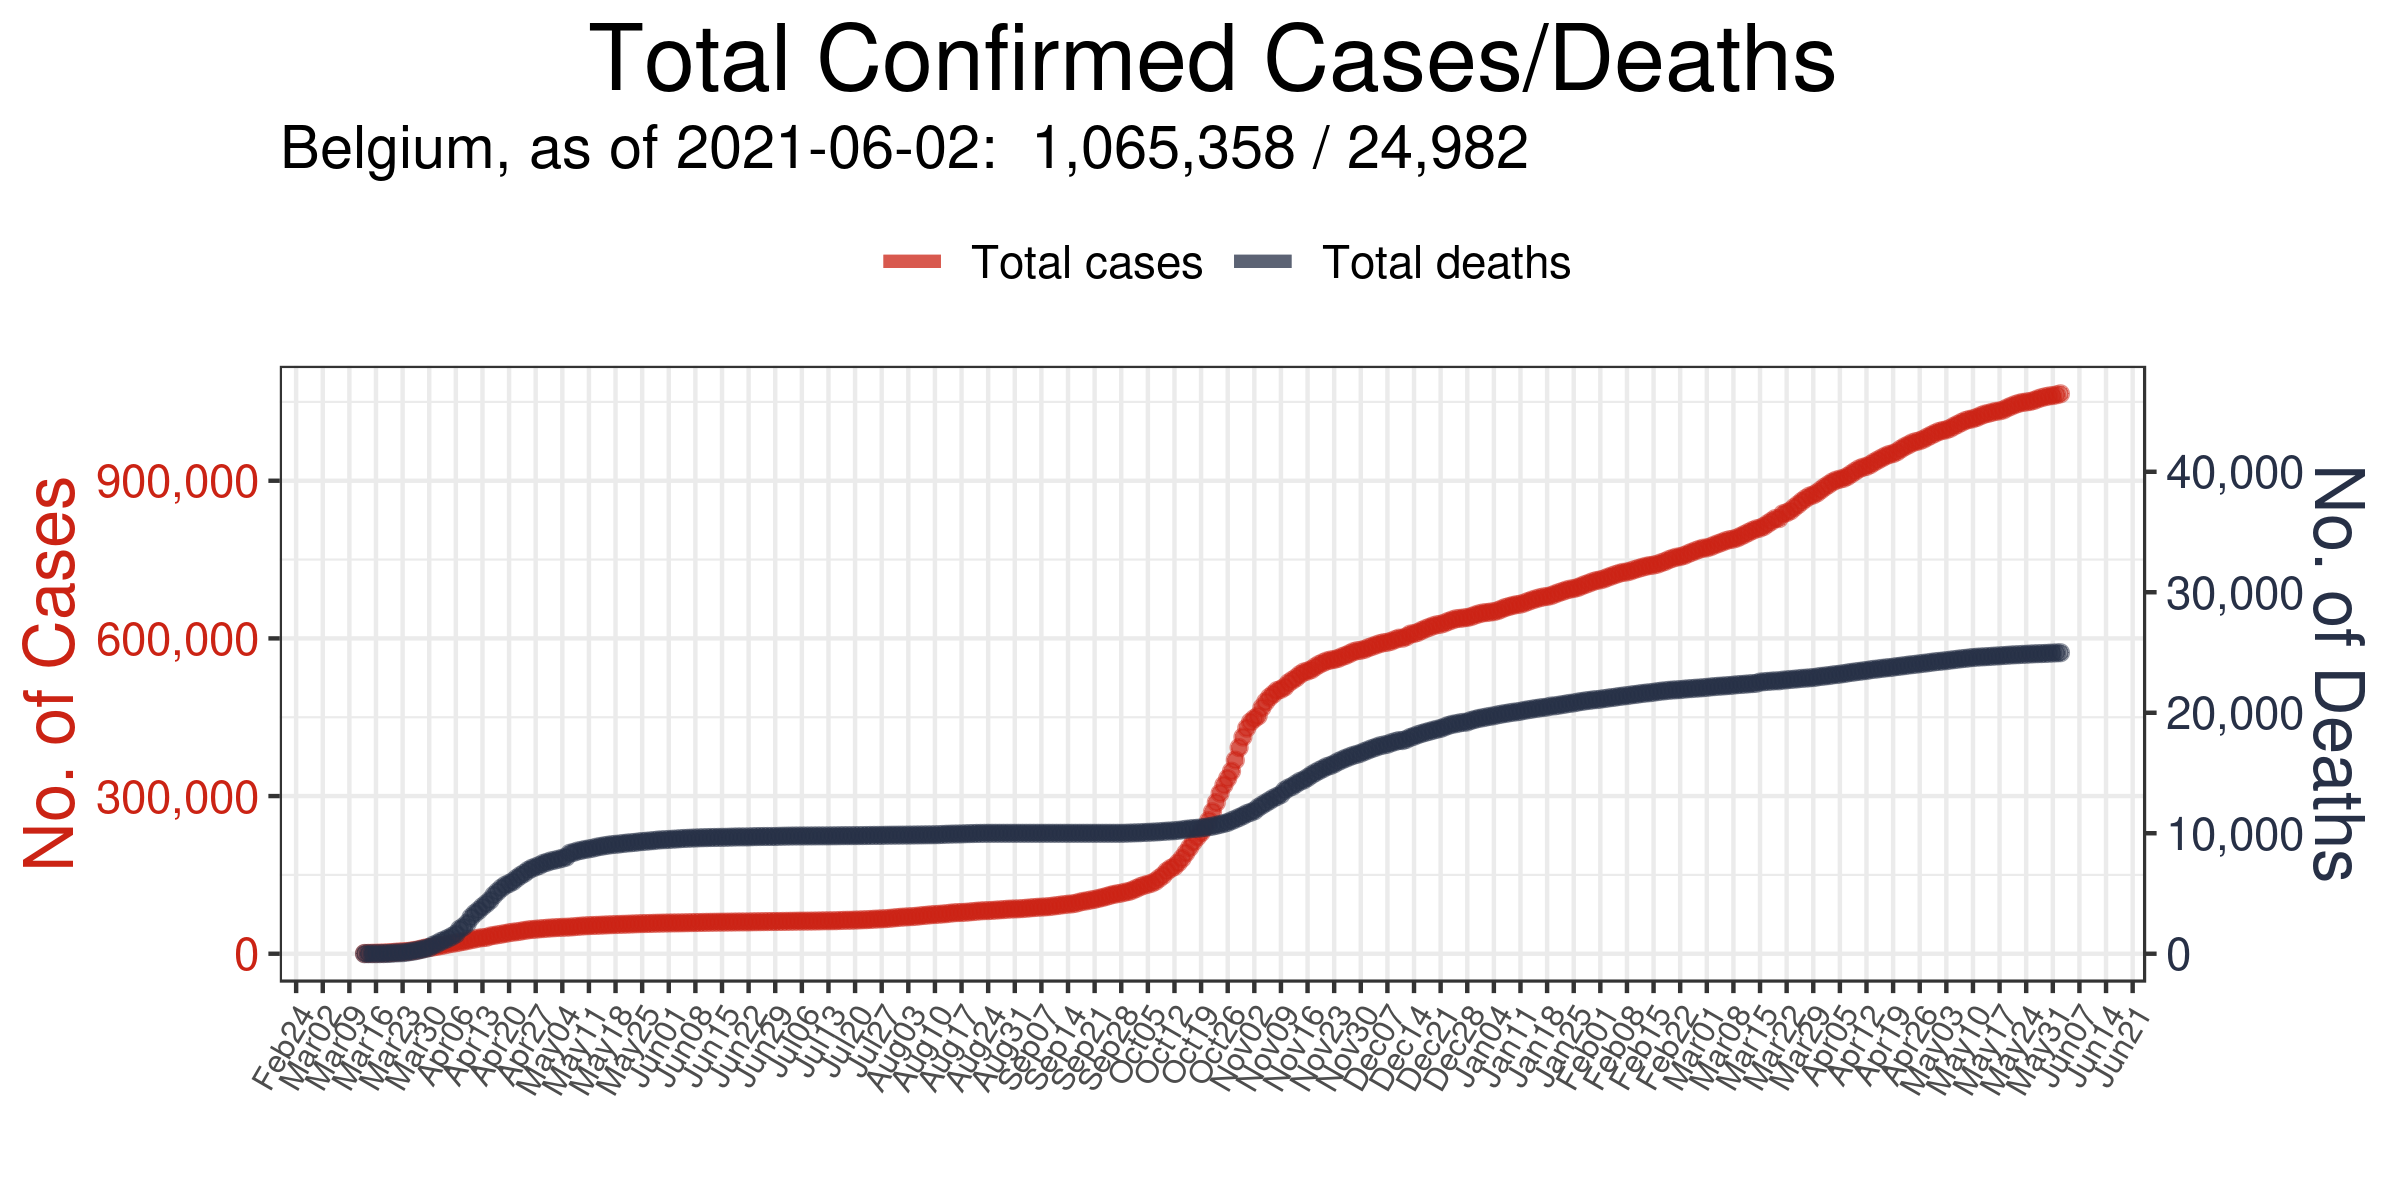 Total Confirmed Cases/Deaths
Belgium, as of 2021-06-02:  1,065,358 / 24,982
Total cases
Total deaths
No. of Cases
900,000
600,000
300,000
0
40,000
30,000
20,000
10,000
0
No. of Deaths
Feb24
Mar02
Mar09
Mar16
Mar23
Mar30
Apr06
Apr13
Apr20
Apr27
May04
May11
May18
May25
Jun01
Jun08
Jun15
Jun22
Jun29
Jul06
Jul13
Jul20
Jul27
Aug03
Aug10
Aug17
Aug24
Aug31
Sep07
Sep14
Sep21
Sep28
Oct05
Oct12
Oct19
Oct26
Nov02
Nov09
Nov16
Nov23
Nov30
Dec07
Dec14
Dec21
Dec28
Jan04
Jan11
Jan18
Jan25
Feb01
Feb08
Feb15
Feb22
Mar01
Mar08
Mar15
Mar22
Mar29
Apr05
Apr12
Apr19
Apr26
May03
May10
May17
May24
May31
Jun07
Jun14
Jun21